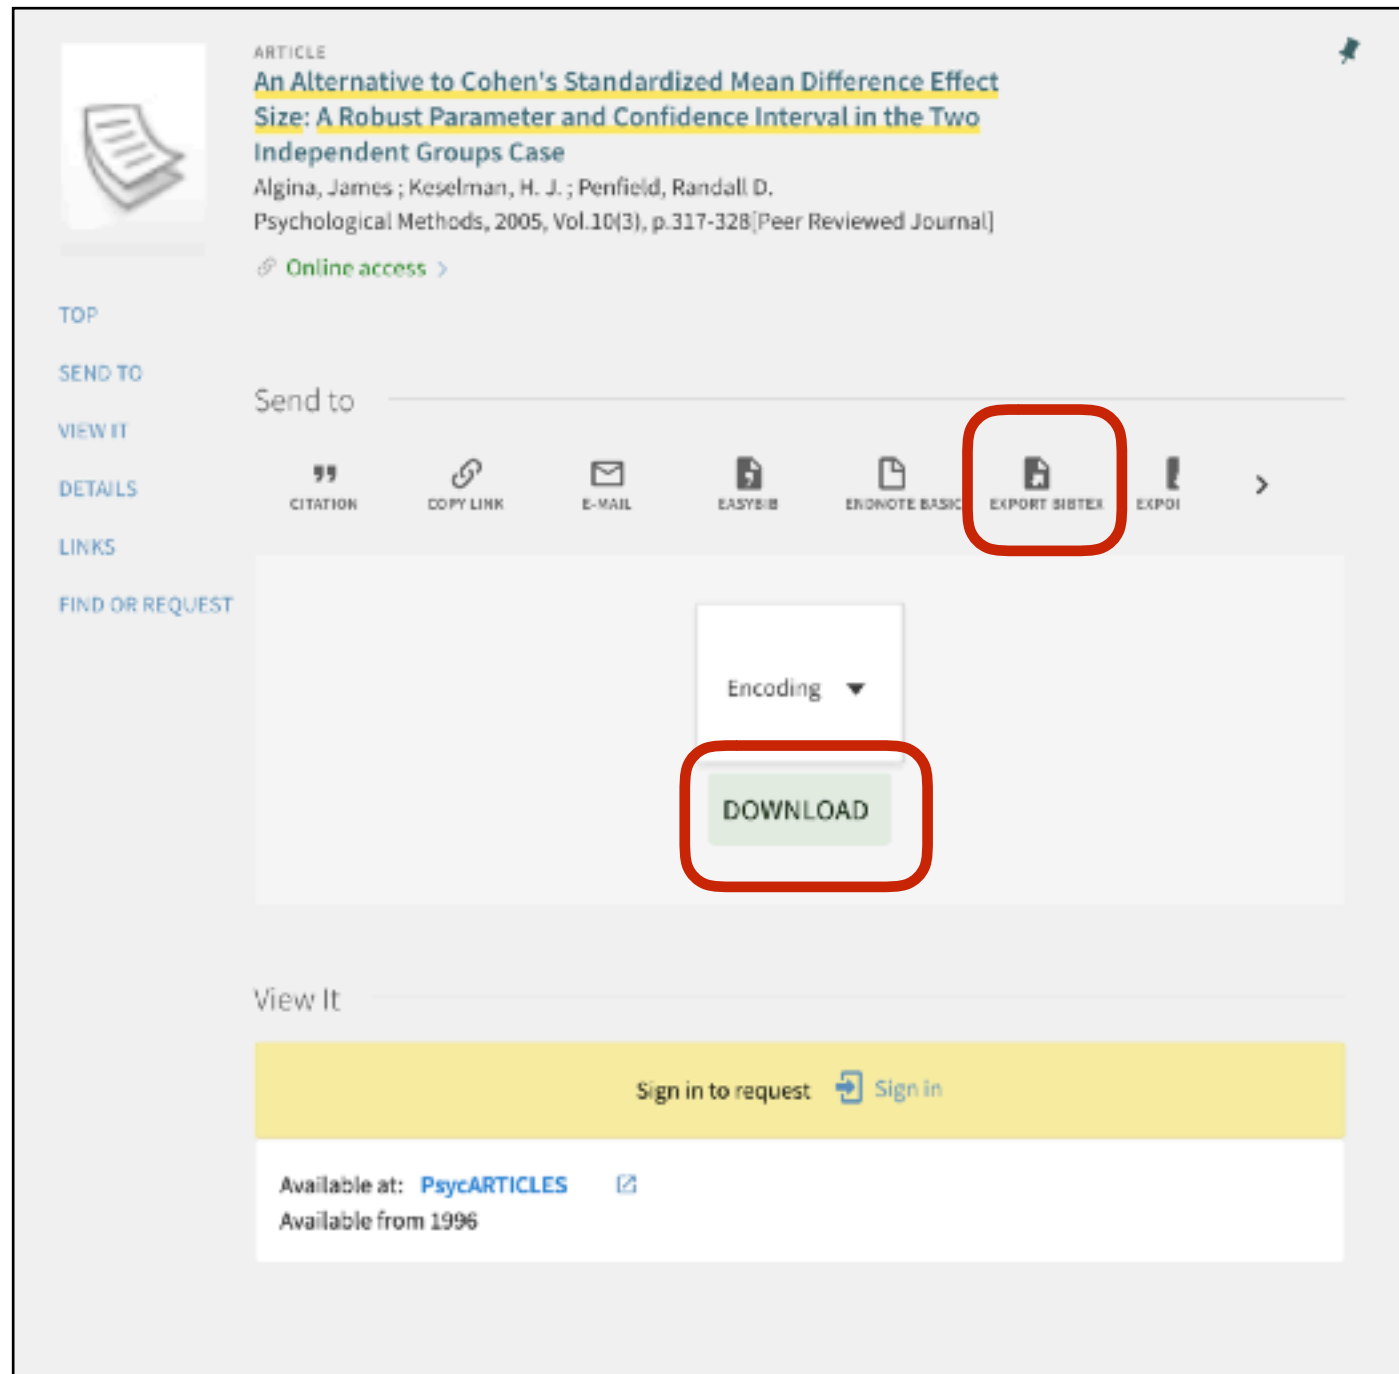 ARTICLE
An Alternative to Cohen's Standardized Mean Difference Effect
Size: A Robust Parameter and Confidence Interval in the Two
Independent Groups Case
Algina, James ; Keselman, H. J. ; Penfield, Randall D.
Psychological Methods, 2005, Vol.10(3), p.317-328[Peer Reviewed Journal]
Online access
TOP
SEND TO
VIEW IT
DETAILS
LINKS
FIND OR REQUEST
Send to
CITATION
COPY LINK
E-MAIL
EASYBIB
ENDNOTE BASIC
EXPORT BIBTEX
EXPOI
Encoding
DOWNLOAD
View It
Sign in to request Sign in
Available at: PsycARTICLES
Available from 1996